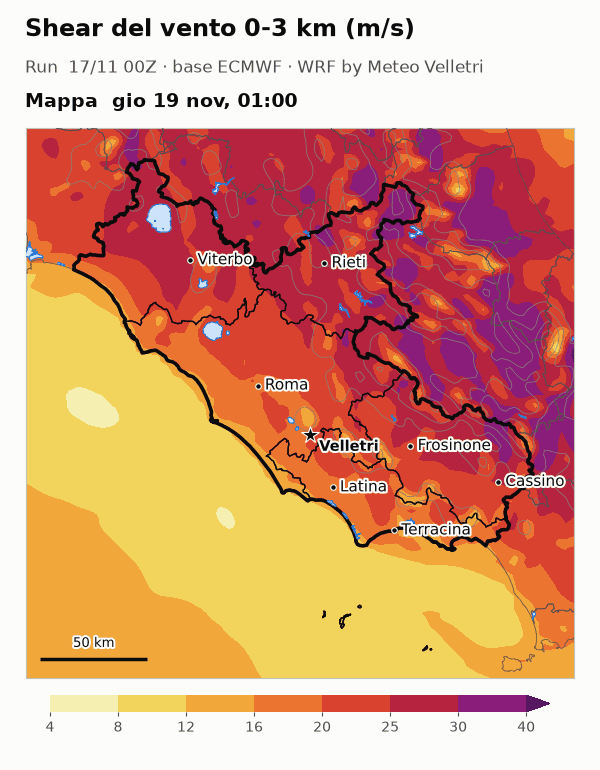 Shear del vento 0-3 km (m/s)
Run  17/11 00Z · base ECMWF · WRF by Meteo Velletri
Mappa  gio 19 nov, 01:00
Viterbo
Rieti
Roma
Velletri
Frosinone
Cassino
Latina
Terracina
50 km
4 8 12 16 20 25 30 40